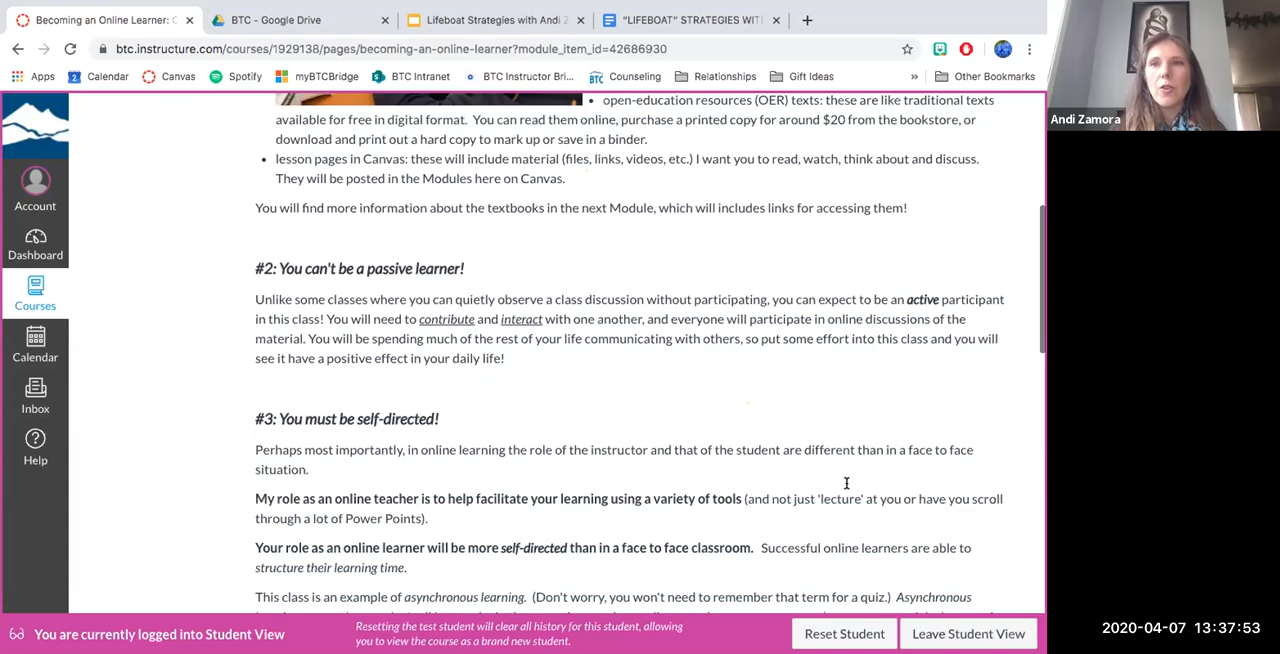 Becoming an Online Learner: C
BTC - Google Drive
Lifeboat Strategies with Andi Z
"LIFEBOAT" STRATEGIES WIT
btc.instructure.com/courses/1929138/pages/becoming-an-online-learner?module_item_id=42686930
Apps
Calendar
Canvas
Spotify
myBTCBridge
BTC Intranet
BTC Instructor Bri...
BTC
Counseling
Relationships
Gift Ideas
»
Other Bookmarks
Andi Zamora
Account
Dashboard
Courses
Calendar
Inbox
Help
• open-education resources (OER) texts: these are like traditional texts
available for free in digital format. You can read them online, purchase a printed copy for around $20 from the bookstore, or
download and print out a hard copy to mark up or save in a binder.
• lesson pages in Canvas: these will include material (files, links, videos, etc.) I want you to read, watch, think about and discuss.
They will be posted in the Modules here on Canvas.
You will find more information about the textbooks in the next Module, which will includes links for accessing them!
#2: You can't be a passive learner!
Unlike some classes where you can quietly observe a class discussion without participating, you can expect to be an active participant
in this class! You will need to contribute and interact with one another, and everyone will participate in online discussions of the
material. You will be spending much of the rest of your life communicating with others, so put some effort into this class and you will
see it have a positive effect in your daily life!
#3: You must be self-directed!
Perhaps most importantly, in online learning the role of the instructor and that of the student are different than in a face to face
situation.
My role as an online teacher is to help facilitate your learning using a variety of tools (and not just 'lecture' at you or have you scroll
through a lot of Power Points).
Your role as an online learner will be more self-directed than in a face to face classroom. Successful online learners are able to
structure their learning time.
This class is an example of asynchronous learning. (Don't worry, you won't need to remember that term for a quiz.) Asynchronous
You are currently logged into Student View
Resetting the test student will clear all history for this student, allowing
you to view the course as a brand new student.
Reset Student
Leave Student View
2020-04-07 13:37:53